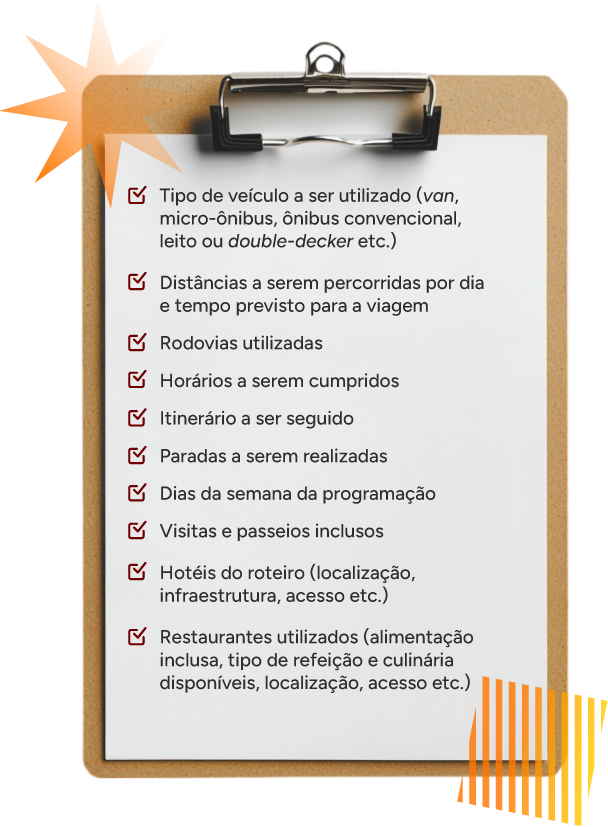 Tipo de veículo a ser utilizado (van,
micro-ônibus, ônibus convencional,
leito ou double-decker etc.)
Distâncias a serem percorridas por dia
e tempo previsto para a viagem
Rodovias utilizadas
Horários a serem cumpridos
Itinerário a ser seguido
Paradas a serem realizadas
Dias da semana da programação
Visitas e passeios inclusos
Hotéis do roteiro (localização,
infraestrutura, acesso etc.)
Restaurantes utilizados (alimentação
inclusa, tipo de refeição e culinária
disponíveis, localização, acesso etc.)